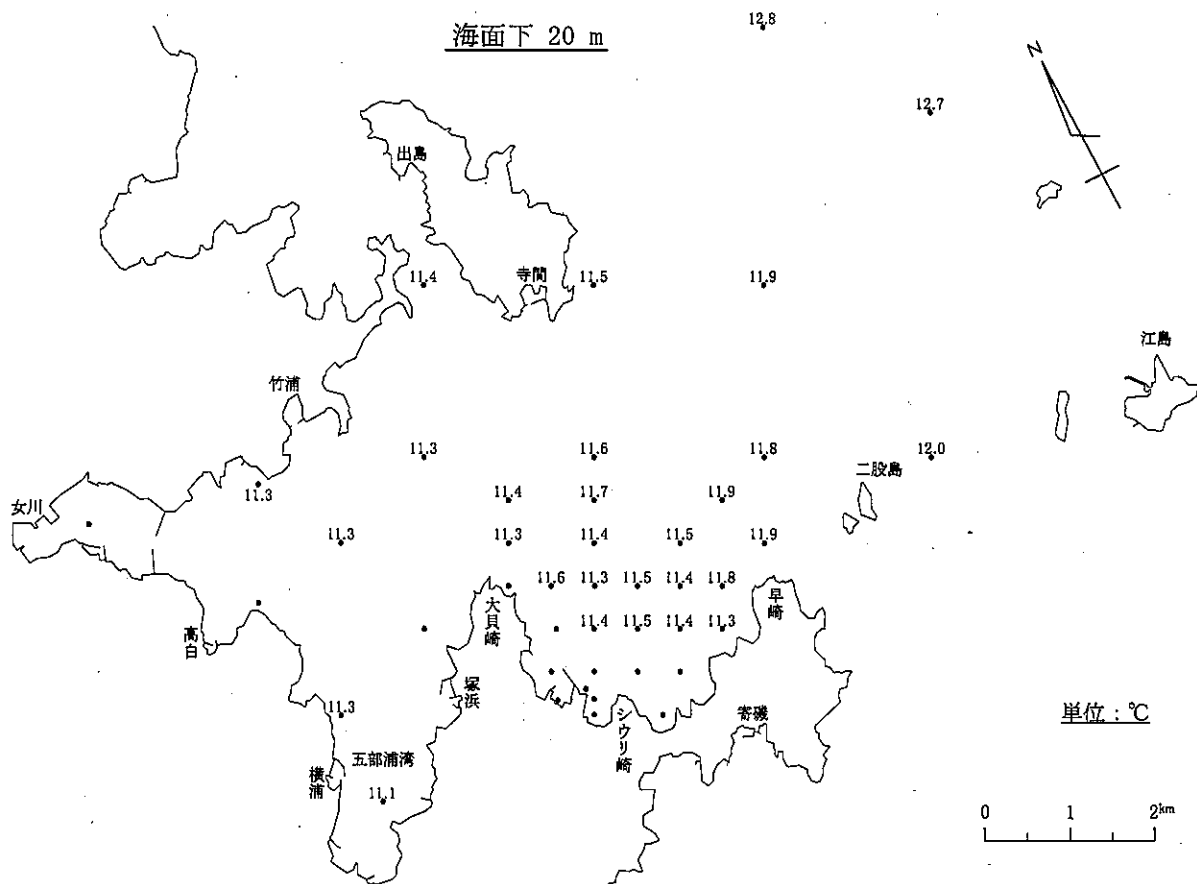 海面下 20 m
12.8
N
12.7
出島
11.4
寺間
11.5
11.9
江島
竹浦
11.3
11.6
11.8
12.0
二股島
11.3
女川
11.4
11.7
11.9
11.3
11.3
11.4
11.5
11.9
11.6
11.3
11.5
11.4
11.8
大貝崎
早崎
高白
11.4
11.5
11.4
11.3
塚浜
11.3
シウリ崎
寄磯
単位：℃
五部浦湾
横浦
11.1
0 1 2km